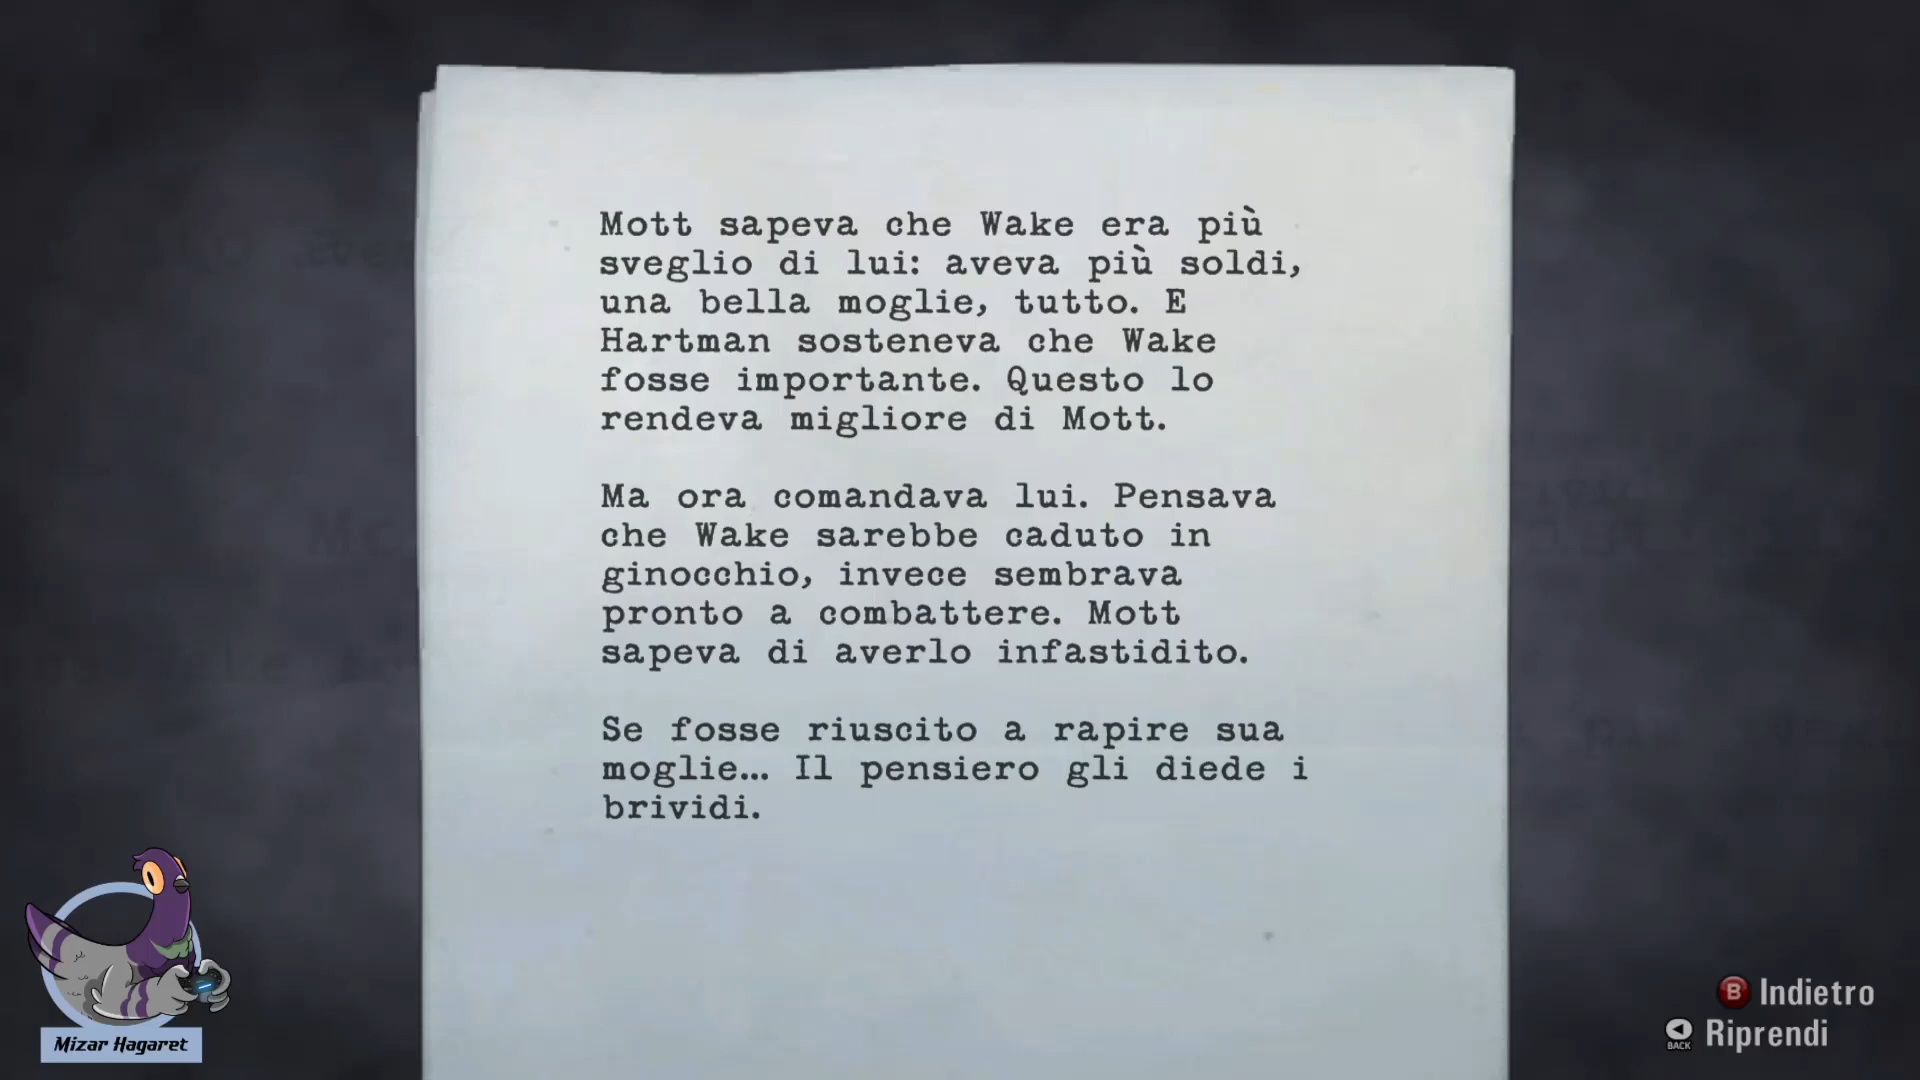 Mott sapeva che Wake era più
sveglio di lui: aveva più soldi,
una bella moglie, tutto. E
Hartman sosteneva che Wake
fosse importante. Questo lo
rendeva migliore di Mott.
Ma ora comandava lui. Pensava
che Wake sarebbe caduto in
ginocchio, invece sembrava
pronto a combattere. Mott
sapeva di averlo infastidito.
Se fosse riuscito a rapire sua
moglie... Il pensiero gli diede i
brividi.
Mizar Hagaret
B Indietro
BACK Riprendi